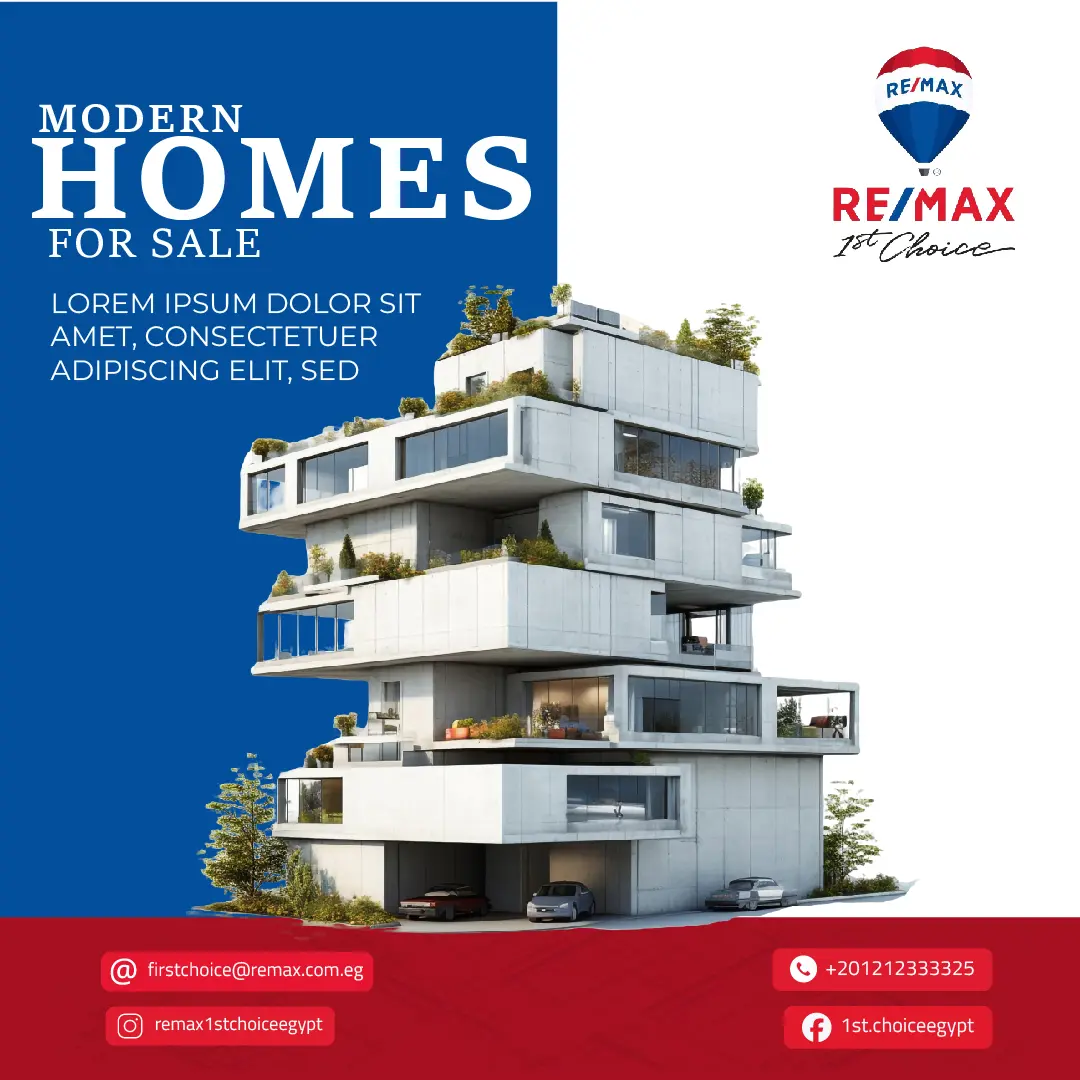 MODERN
HOMES
FOR SALE
LOREM IPSUM DOLOR SIT
AMET, CONSECTETUER
ADIPISCING ELIT, SED
RE/MAX
RE/MAX
1st Choice
firstchoice@remax.com.eg
+201212333325
remax1stchoiceegypt
1st.choiceegypt